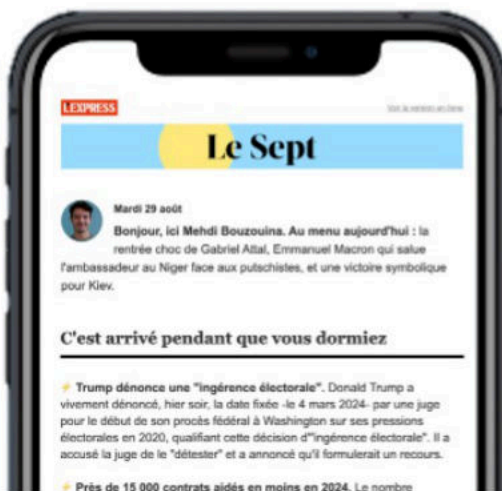 L'EXPRESS
Voir la version en ligne
Le Sept
Mardi 29 août
Bonjour, ici Mehdi Bouzouina. Au menu aujourd'hui : la
rentrée choc de Gabriel Attal, Emmanuel Macron qui salue
l'ambassadeur au Niger face aux putschistes, et une victoire symbolique
pour Kiev.
C'est arrivé pendant que vous dormiez
⚡ Trump dénonce une "ingérence électorale". Donald Trump a
vivement dénoncé, hier soir, la date fixée -le 4 mars 2024- par une juge
pour le début de son procès fédéral à Washington sur ses pressions
électorales en 2020, qualifiant cette décision d'"ingérence électorale". Il a
accusé la juge de le "détester" et a annoncé qu'il formulerait un recours.
⚡ Près de 15 000 contrats aidés en moins en 2024. Le nombre